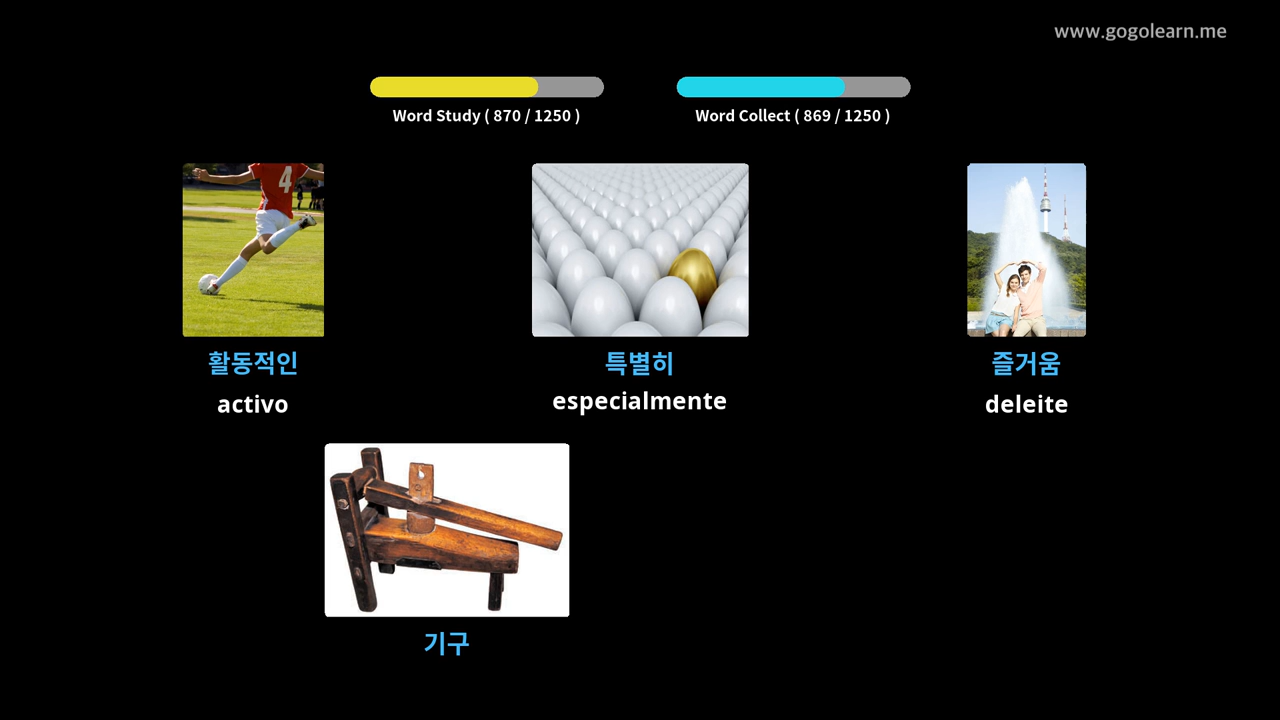 www.gogolearn.me
Word Study ( 870 / 1250 )
Word Collect ( 869 / 1250 )
4
활동적인
특별히
즐거움
activo
especialmente
deleite
기구